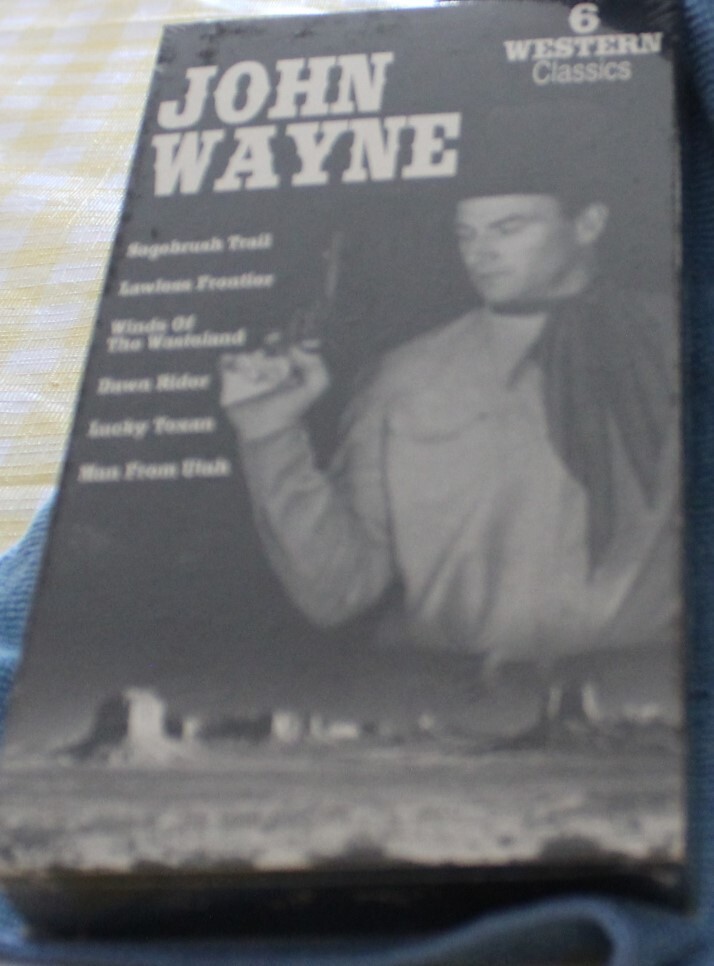 6
WESTERN
Classics
JOHN
WAYNE
Sagebrush Trail
Lawless Frontier
Winds Of
The Wasteland
Dawn Rider
Lucky Texan
Man From Utah